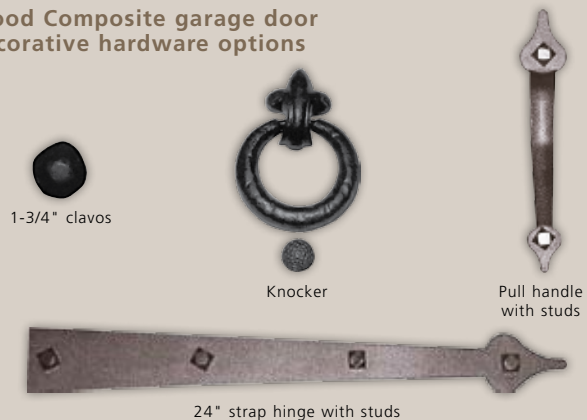 ood Composite garage door
corative hardware options
1-3/4" clavos
Knocker
Pull handle
with studs
24" strap hinge with studs